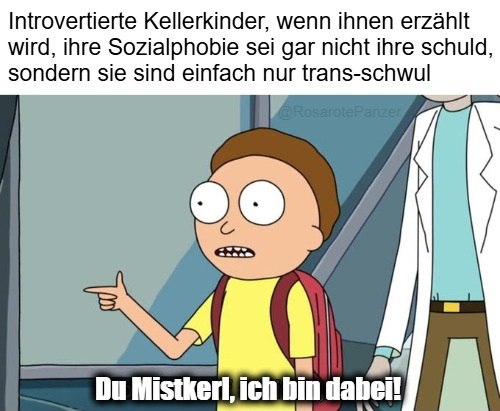 Introvertierte Kellerkinder, wenn ihnen erzählt
wird, ihre Sozialphobie sei gar nicht ihre schuld,
sondern sie sind einfach nur trans-schwul
@RosarotePanzer
Du Mistkerl, ich bin dabei!